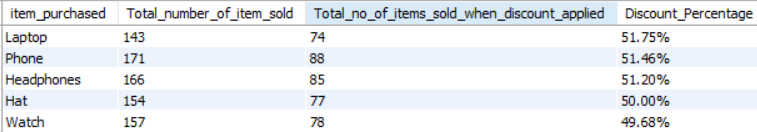 item_purchased Total_number_of_item_sold Total_no_of_items_sold_when_discount_applied Discount_Percentage
Laptop 143 74 51.75%
Phone 171 88 51.46%
Headphones 166 85 51.20%
Hat 154 77 50.00%
Watch 157 78 49.68%